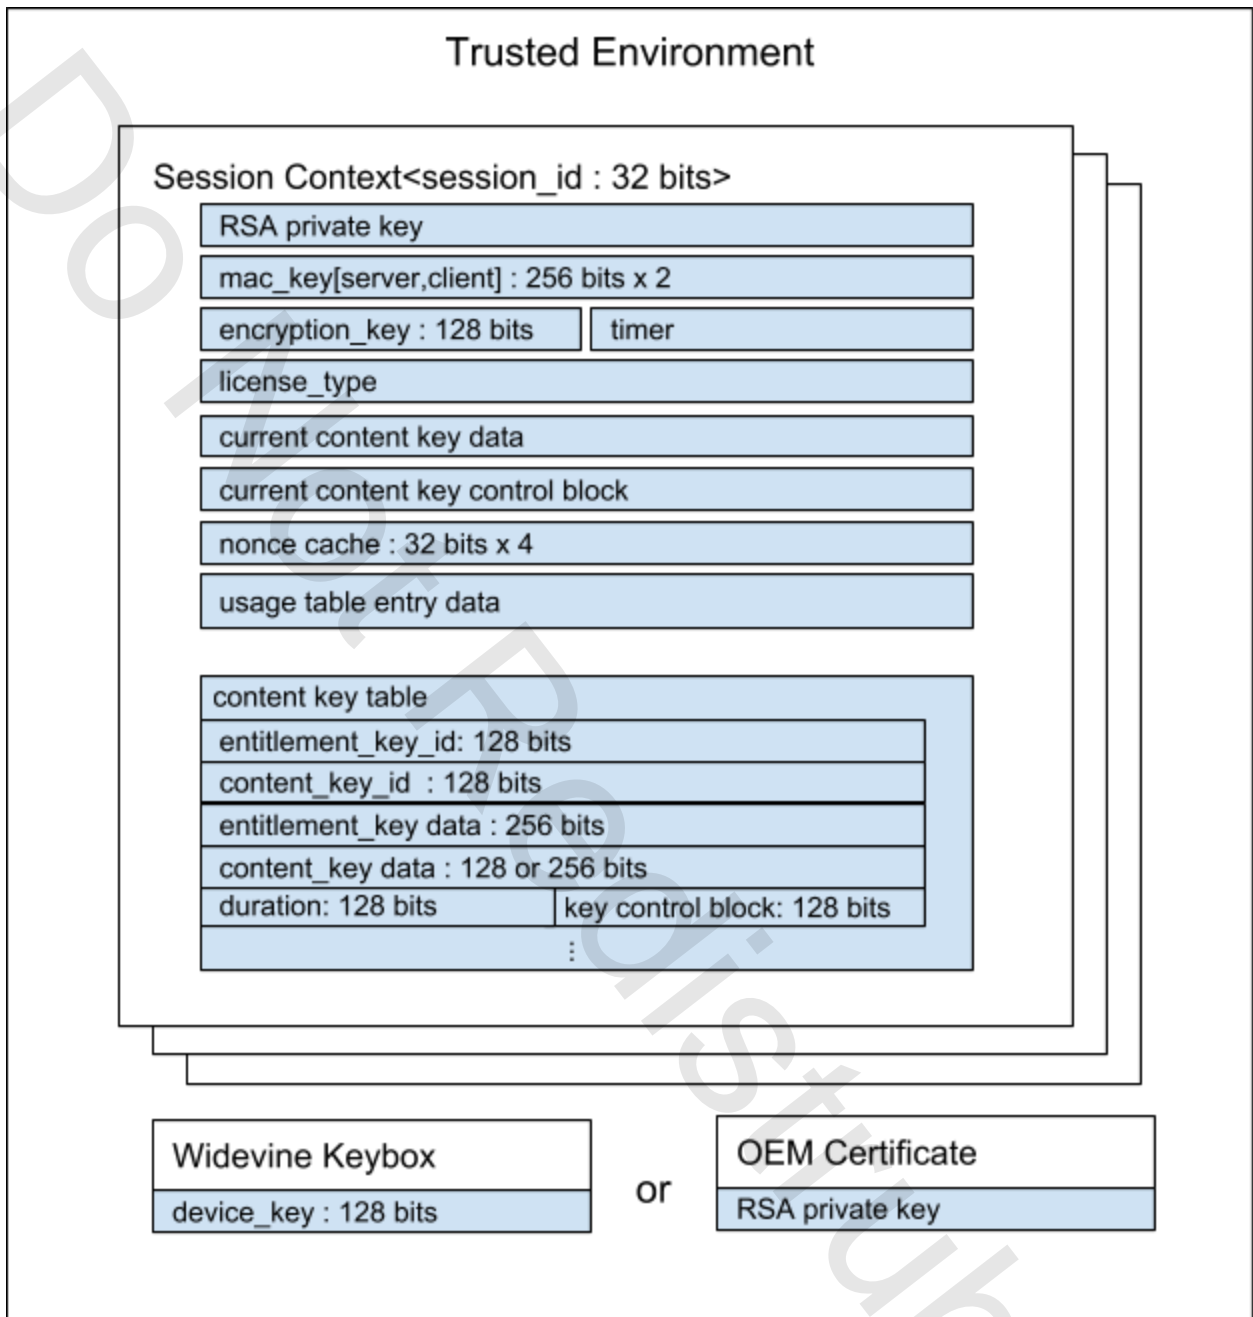 Trusted Environment
Session Context<session_id : 32 bits>
RSA private key
mac_key[server,client] : 256 bits x 2
encryption_key : 128 bits
timer
license_type
current content key data
current content key control block
nonce cache : 32 bits x 4
usage table entry data
content key table
entitlement_key_id: 128 bits
content_key_id : 128 bits
entitlement_key data : 256 bits
content_key data : 128 or 256 bits
duration: 128 bits
key control block: 128 bits
⋮
Widevine Keybox
device_key : 128 bits
or
OEM Certificate
RSA private key
Do Not Redistrib